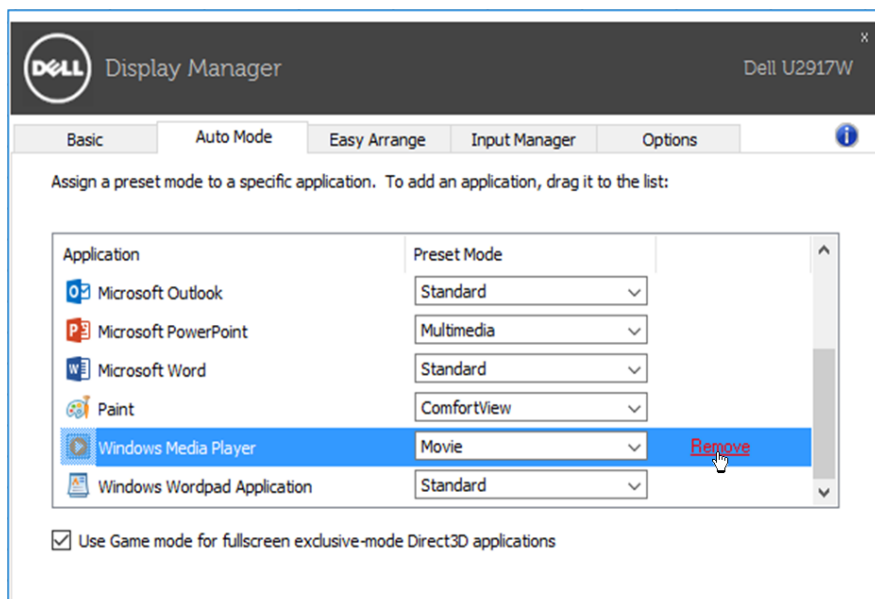 x
DELL Display Manager Dell U2917W
Basic Auto Mode Easy Arrange Input Manager Options i
Assign a preset mode to a specific application. To add an application, drag it to the list:
Application Preset Mode
Microsoft Outlook Standard
Microsoft PowerPoint Multimedia
Microsoft Word Standard
Paint ComfortView
Windows Media Player Movie Remove
Windows Wordpad Application Standard
Use Game mode for fullscreen exclusive-mode Direct3D applications